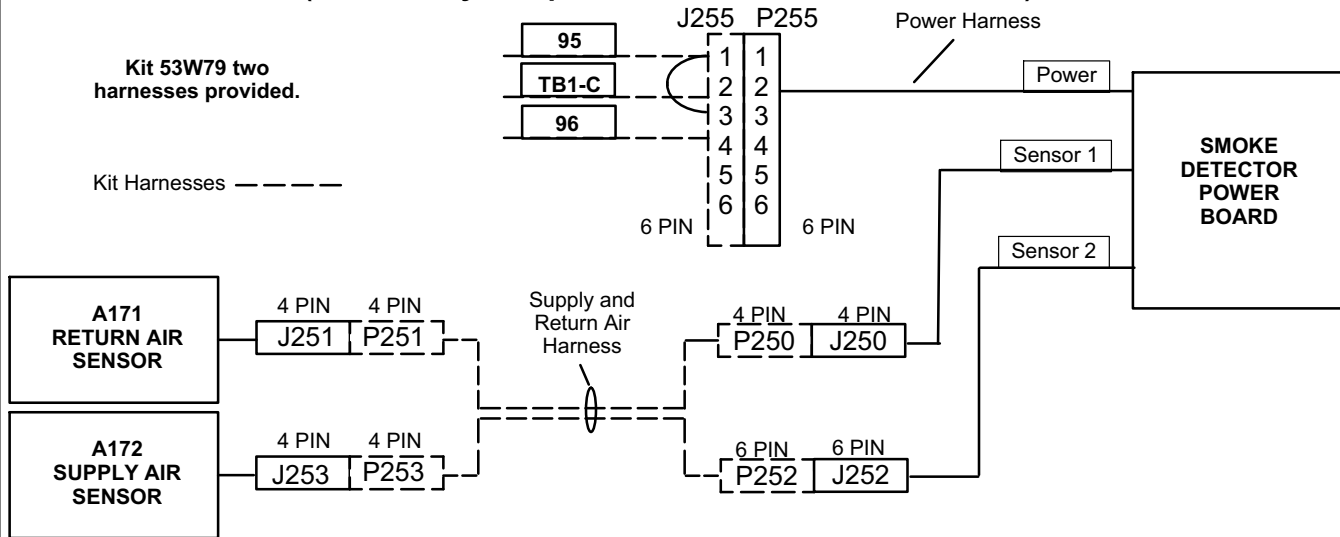 J255 P255
Power Harness
95
TB1-C
96
Kit 53W79 two
harnesses provided.
Kit Harnesses
1 1
2 2
3 3
4 4
5 5
6 6
6 PIN
6 PIN
Power
Sensor 1
Sensor 2
SMOKE
DETECTOR
POWER
BOARD
A171
RETURN AIR
SENSOR
4 PIN 4 PIN
J251 P251
Supply and
Return Air
Harness
4 PIN 4 PIN
P250 J250
A172
SUPPLY AIR
SENSOR
4 PIN 4 PIN
J253 P253
6 PIN 6 PIN
P252 J252